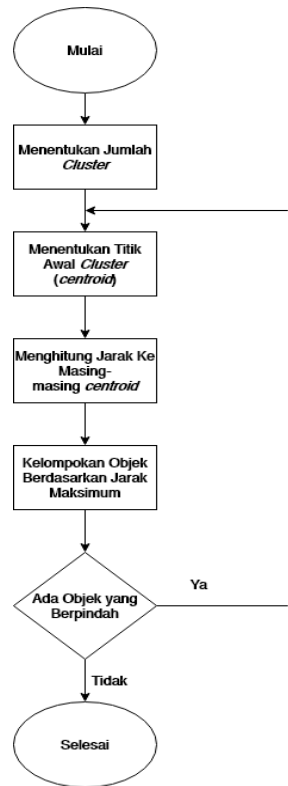 Mulai
Menentukan Jumlah
Cluster
Menentukan Titik
Awal Cluster
(centroid)
Menghitung Jarak Ke
Masing-
masing centroid
Kelompokan Objek
Berdasarkan Jarak
Maksimum
Ada Objek yang
Berpindah
Ya
Tidak
Selesai